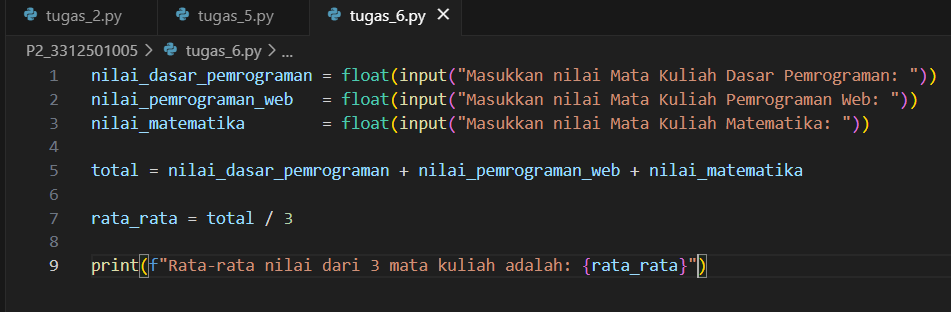 tugas_2.py tugas_5.py tugas_6.py ×
P2_3312501005 > tugas_6.py > ...
1 nilai_dasar_pemrograman = float(input("Masukkan nilai Mata Kuliah Dasar Pemrograman: "))
2 nilai_pemrograman_web   = float(input("Masukkan nilai Mata Kuliah Pemrograman Web: "))
3 nilai_matematika        = float(input("Masukkan nilai Mata Kuliah Matematika: "))
4
5 total = nilai_dasar_pemrograman + nilai_pemrograman_web + nilai_matematika
6
7 rata_rata = total / 3
8
9 print(f"Rata-rata nilai dari 3 mata kuliah adalah: {rata_rata}")